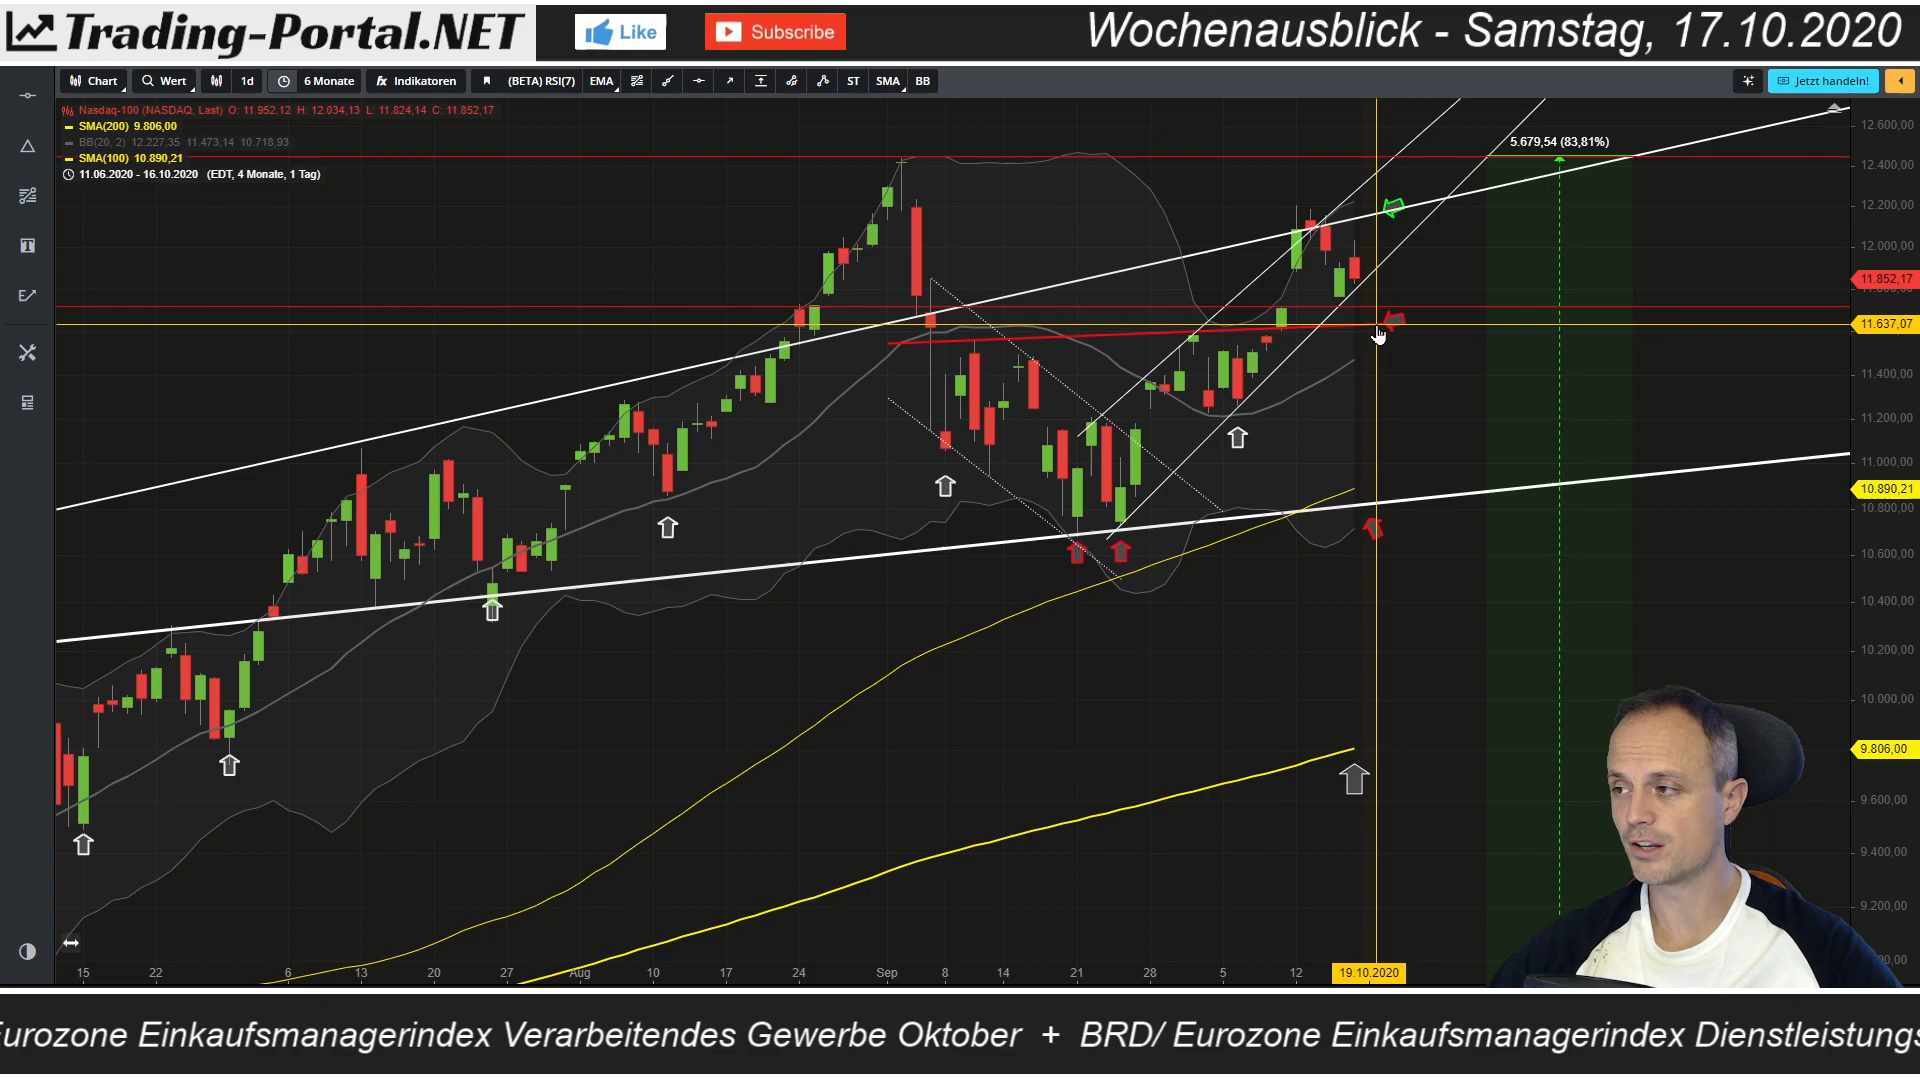 Trading-Portal.NET
Like
Subscribe
Wochenausblick - Samstag, 17.10.2020
Chart
Wert
1d
6 Monate
fx Indikatoren
(BETA) RSI(7)
EMA
ST
SMA
BB
Jetzt handeln!
Nasdaq-100 (NASDAQ, Last) O: 11.952,12 H: 12.034,13 L: 11.824,14 C: 11.852,17
SMA(200) 9.806,00
BB(20, 2) 12.227,35 11.473,14 10.718,93
SMA(100) 10.890,21
11.06.2020 - 16.10.2020 (EDT, 4 Monate, 1 Tag)
5.679,54 (83,81%)
12.600,00
12.400,00
12.200,00
12.000,00
11.852,17
11.637,07
11.400,00
11.200,00
11.000,00
10.890,21
10.800,00
10.600,00
10.400,00
10.200,00
10.000,00
9.806,00
9.600,00
9.400,00
9.200,00
15 22 6 13 20 27 Aug 10 17 24 Sep 8 14 21 28 5 12 19.10.2020
Eurozone Einkaufsmanagerindex Verarbeitendes Gewerbe Oktober + BRD/ Eurozone Einkaufsmanagerindex Dienstleistungs